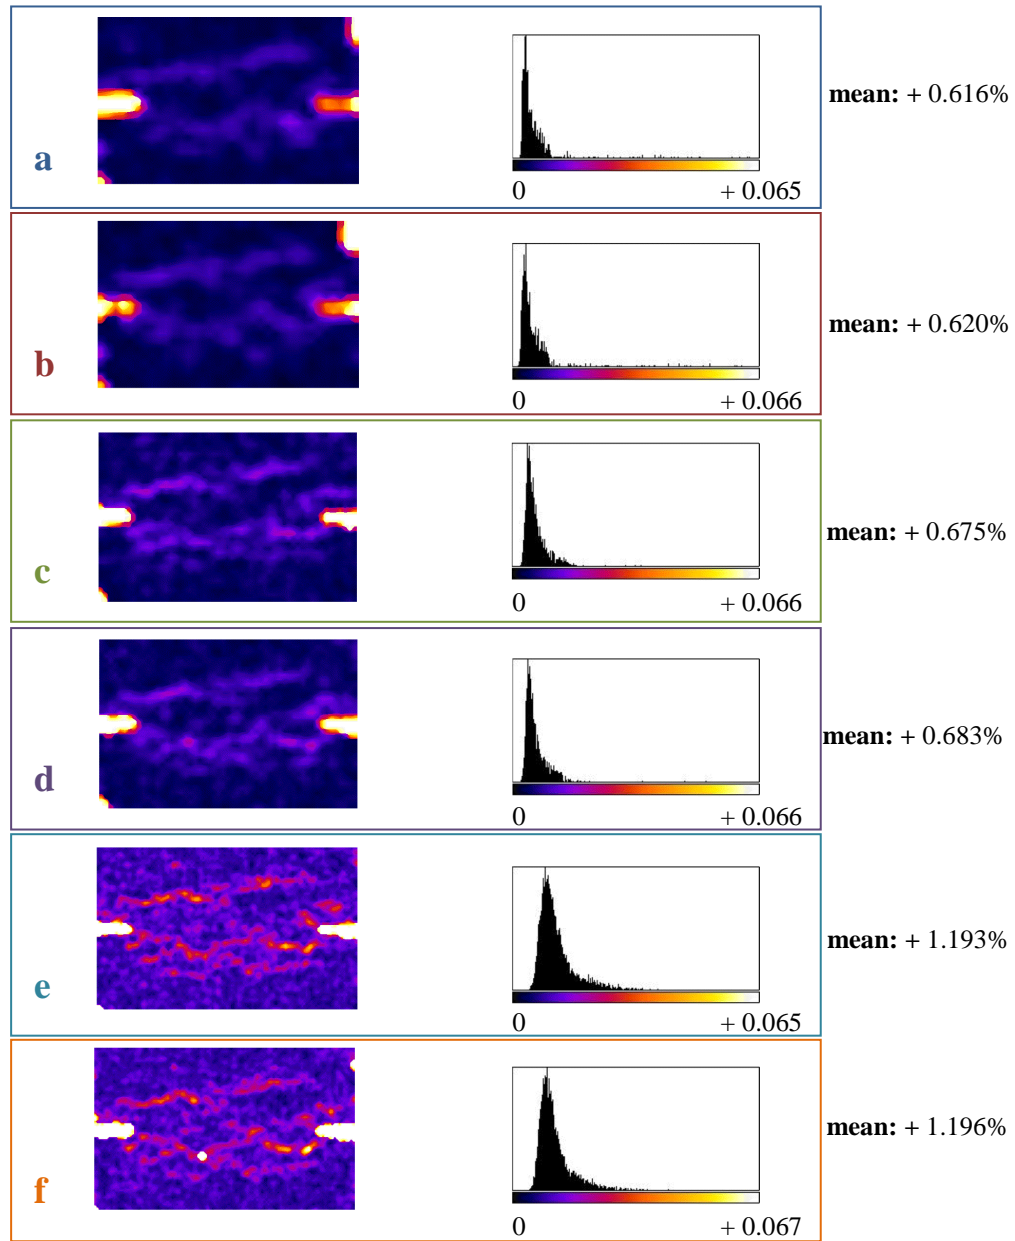 mean: + 0.616%
a
0 + 0.065
mean: + 0.620%
b
0 + 0.066
mean: + 0.675%
c
0 + 0.066
mean: + 0.683%
d
0 + 0.066
mean: + 1.193%
e
0 + 0.065
mean: + 1.196%
f
0 + 0.067